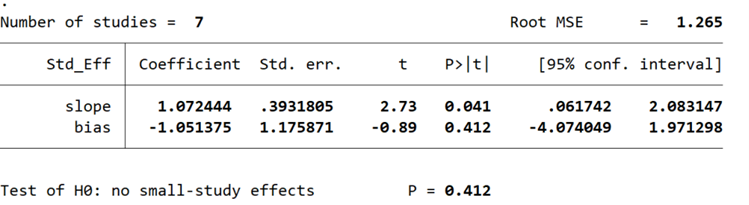 .
Number of studies = 7 Root MSE = 1.265
Std_Eff Coefficient Std. err. t P>|t| [95% conf. interval]
slope 1.072444 .3931805 2.73 0.041 .061742 2.083147
bias -1.051375 1.175871 -0.89 0.412 -4.074049 1.971298
Test of H0: no small-study effects P = 0.412